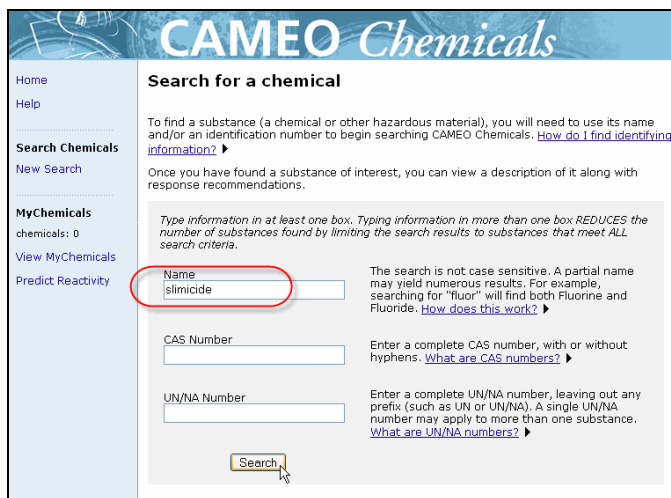 CAMEO Chemicals
Home
Help
Search Chemicals
New Search
MyChemicals
chemicals: 0
View MyChemicals
Predict Reactivity
Search for a chemical
To find a substance (a chemical or other hazardous material), you will need to use its name
and/or an identification number to begin searching CAMEO Chemicals. How do I find identifying
information?
Once you have found a substance of interest, you can view a description of it along with
response recommendations.
Type information in at least one box. Typing information in more than one box REDUCES the
number of substances found by limiting the search results to substances that meet ALL
search criteria.
Name
slimicide
The search is not case sensitive. A partial name
may yield numerous results. For example,
searching for "fluor" will find both Fluorine and
Fluoride. How does this work?
CAS Number
Enter a complete CAS number, with or without
hyphens. What are CAS numbers?
UN/NA Number
Enter a complete UN/NA number, leaving out any
prefix (such as UN or UN/NA). A single UN/NA
number may apply to more than one substance.
What are UN/NA numbers?
Search